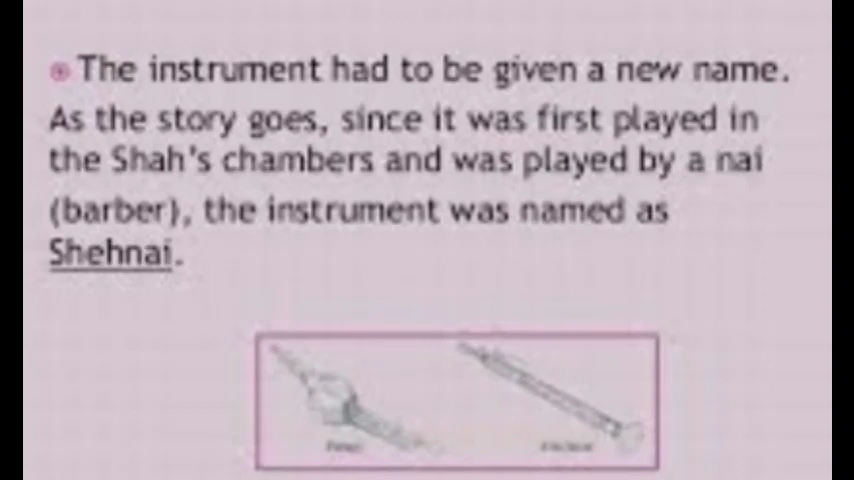 The instrument had to be given a new name.
As the story goes, since it was first played in
the Shah's chambers and was played by a nai
(barber), the instrument was named as
Shehnai.